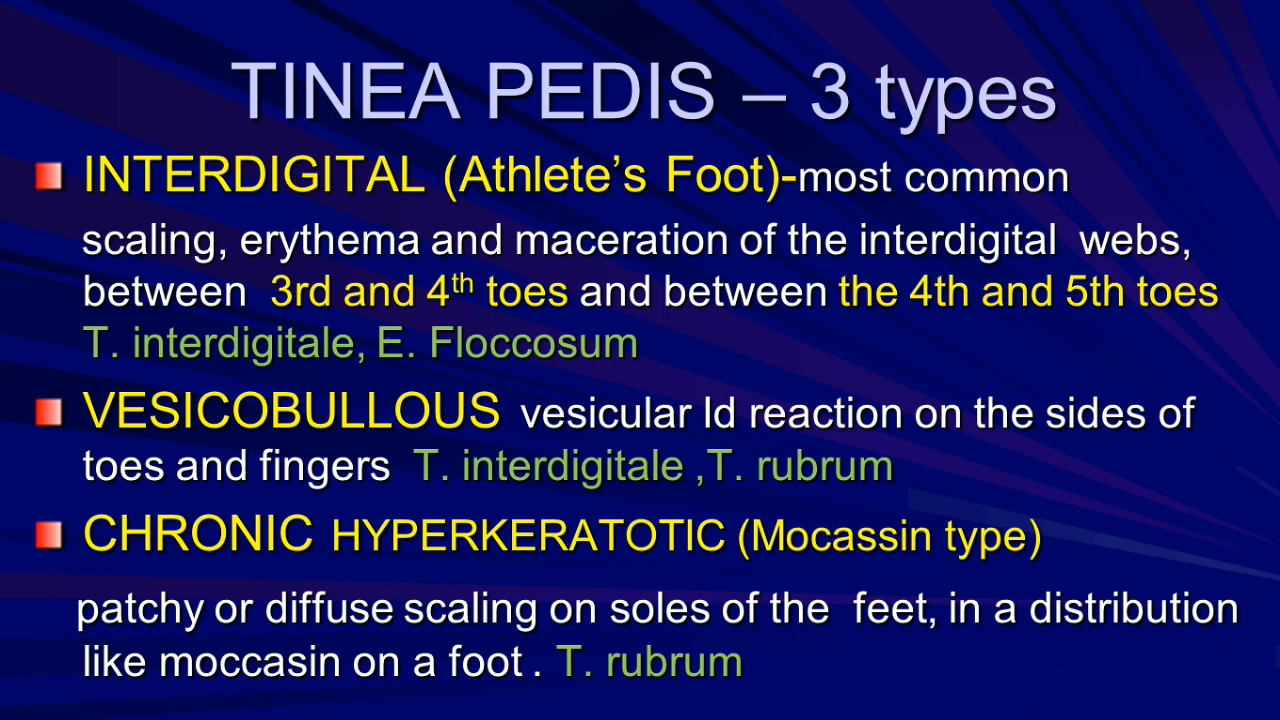 TINEA PEDIS – 3 types
INTERDIGITAL (Athlete’s Foot)-most common
scaling, erythema and maceration of the interdigital webs,
between 3rd and 4th toes and between the 4th and 5th toes
T. interdigitale, E. Floccosum
VESICOBULLOUS vesicular Id reaction on the sides of
toes and fingers T. interdigitale ,T. rubrum
CHRONIC HYPERKERATOTIC (Mocassin type)
patchy or diffuse scaling on soles of the feet, in a distribution
like moccasin on a foot . T. rubrum